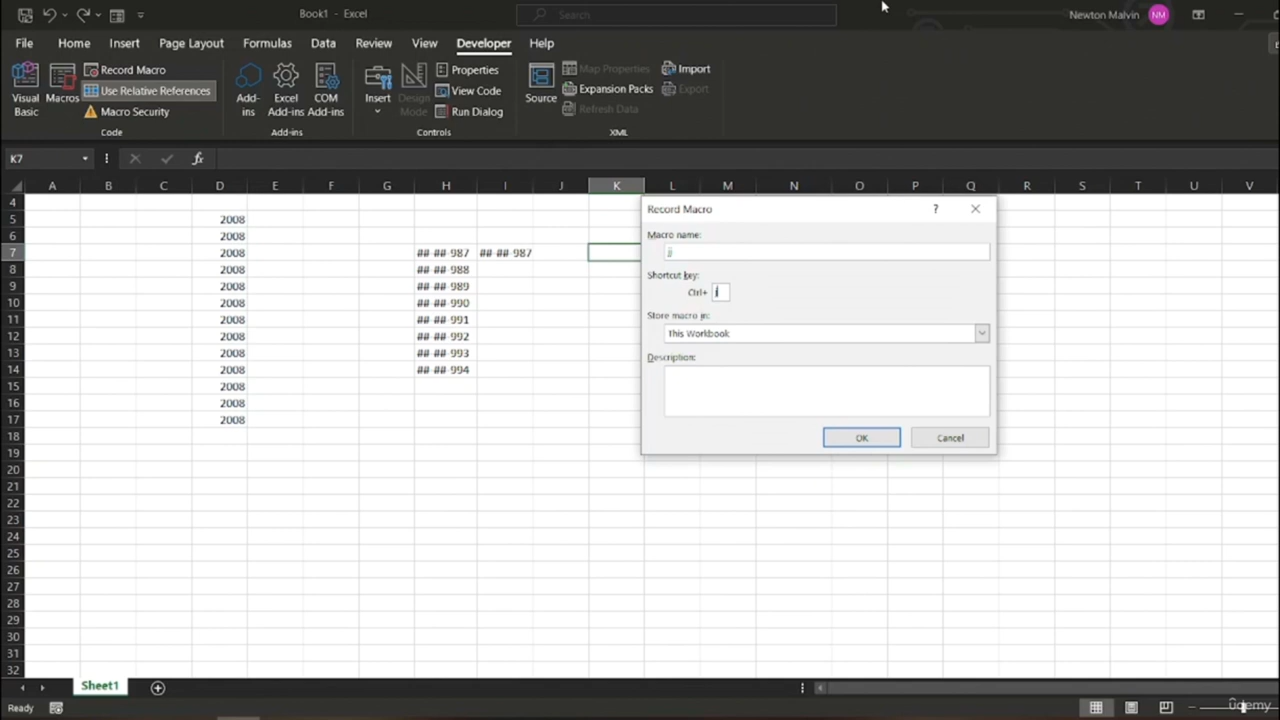 Book1 - Excel
Search
Newton Malvin
NM
File Home Insert Page Layout Formulas Data Review View Developer Help
Visual Basic
Macros
Record Macro
Use Relative References
Macro Security
Code
Add-ins
Excel Add-ins
COM Add-ins
Add-ins
Insert
Design Mode
Properties
View Code
Run Dialog
Controls
Source
Map Properties
Expansion Packs
Refresh Data
Import
Export
XML
K7
fx
A B C D E F G H I J K L M N O P Q R S T U V
4
5 2008
6 2008
7 2008 ##-##-987 ##-##-987
8 2008 ##-##-988
9 2008 ##-##-989
10 2008 ##-##-990
11 2008 ##-##-991
12 2008 ##-##-992
13 2008 ##-##-993
14 2008 ##-##-994
15 2008
16 2008
17 2008
18
19
20
21
22
23
24
25
26
27
28
29
30
31
32
Record Macro
?
Macro name:
Shortcut key:
Ctrl+
Store macro in:
This Workbook
Description:
OK Cancel
Sheet1
Ready
udemy